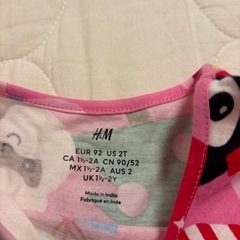 H&M
EUR 92 US 2T
CA 1½-2A CN 90/52
MX 1½-2A AUS 2
UK 1½-2Y
Made in India
Fabriqué en Inde